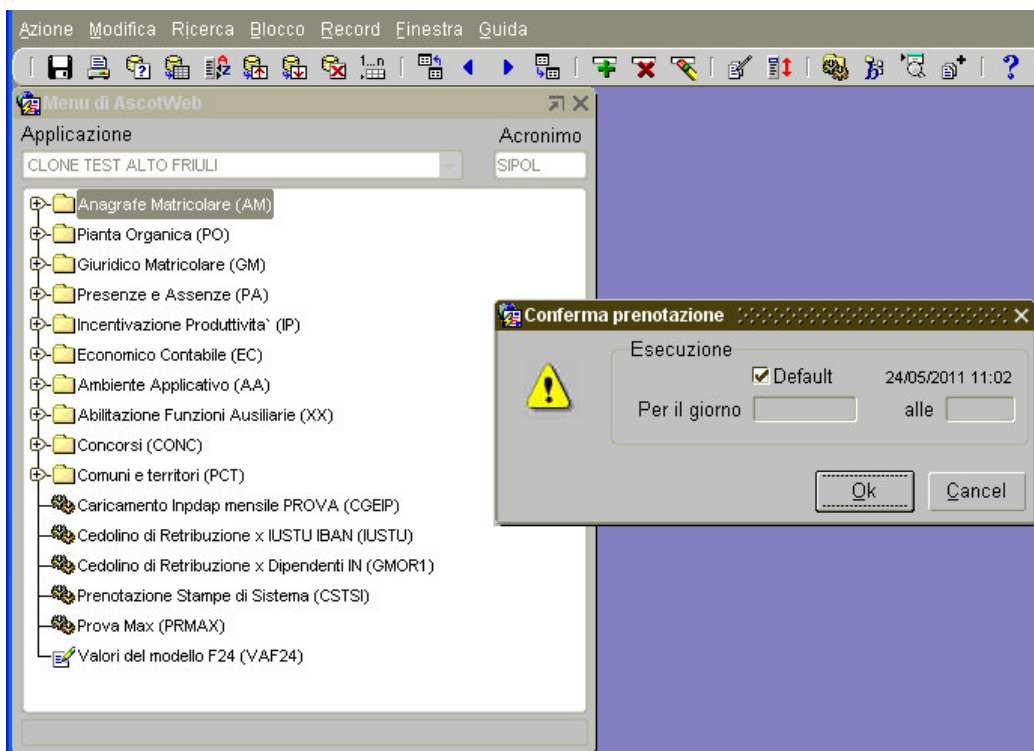 Azione Modifica Ricerca Blocco Record Finestra Guida
1...n
Menu di AscotWeb
Applicazione Acronimo
CLONE TEST ALTO FRIULI SIPOL
Anagrafe Matricolare (AM)
Pianta Organica (PO)
Giuridico Matricolare (GM)
Presenze e Assenze (PA)
Incentivazione Produttivita` (IP)
Economico Contabile (EC)
Ambiente Applicativo (AA)
Abilitazione Funzioni Ausiliarie (XX)
Concorsi (CONC)
Comuni e territori (PCT)
Caricamento Inpdap mensile PROVA (CGEIP)
Cedolino di Retribuzione x IUSTU IBAN (IUSTU)
Cedolino di Retribuzione x Dipendenti IN (GMOR1)
Prenotazione Stampe di Sistema (CSTSI)
Prova Max (PRMAX)
Valori del modello F24 (VAF24)
Conferma prenotazione
Esecuzione
Default 24/05/2011 11:02
Per il giorno alle
Ok Cancel